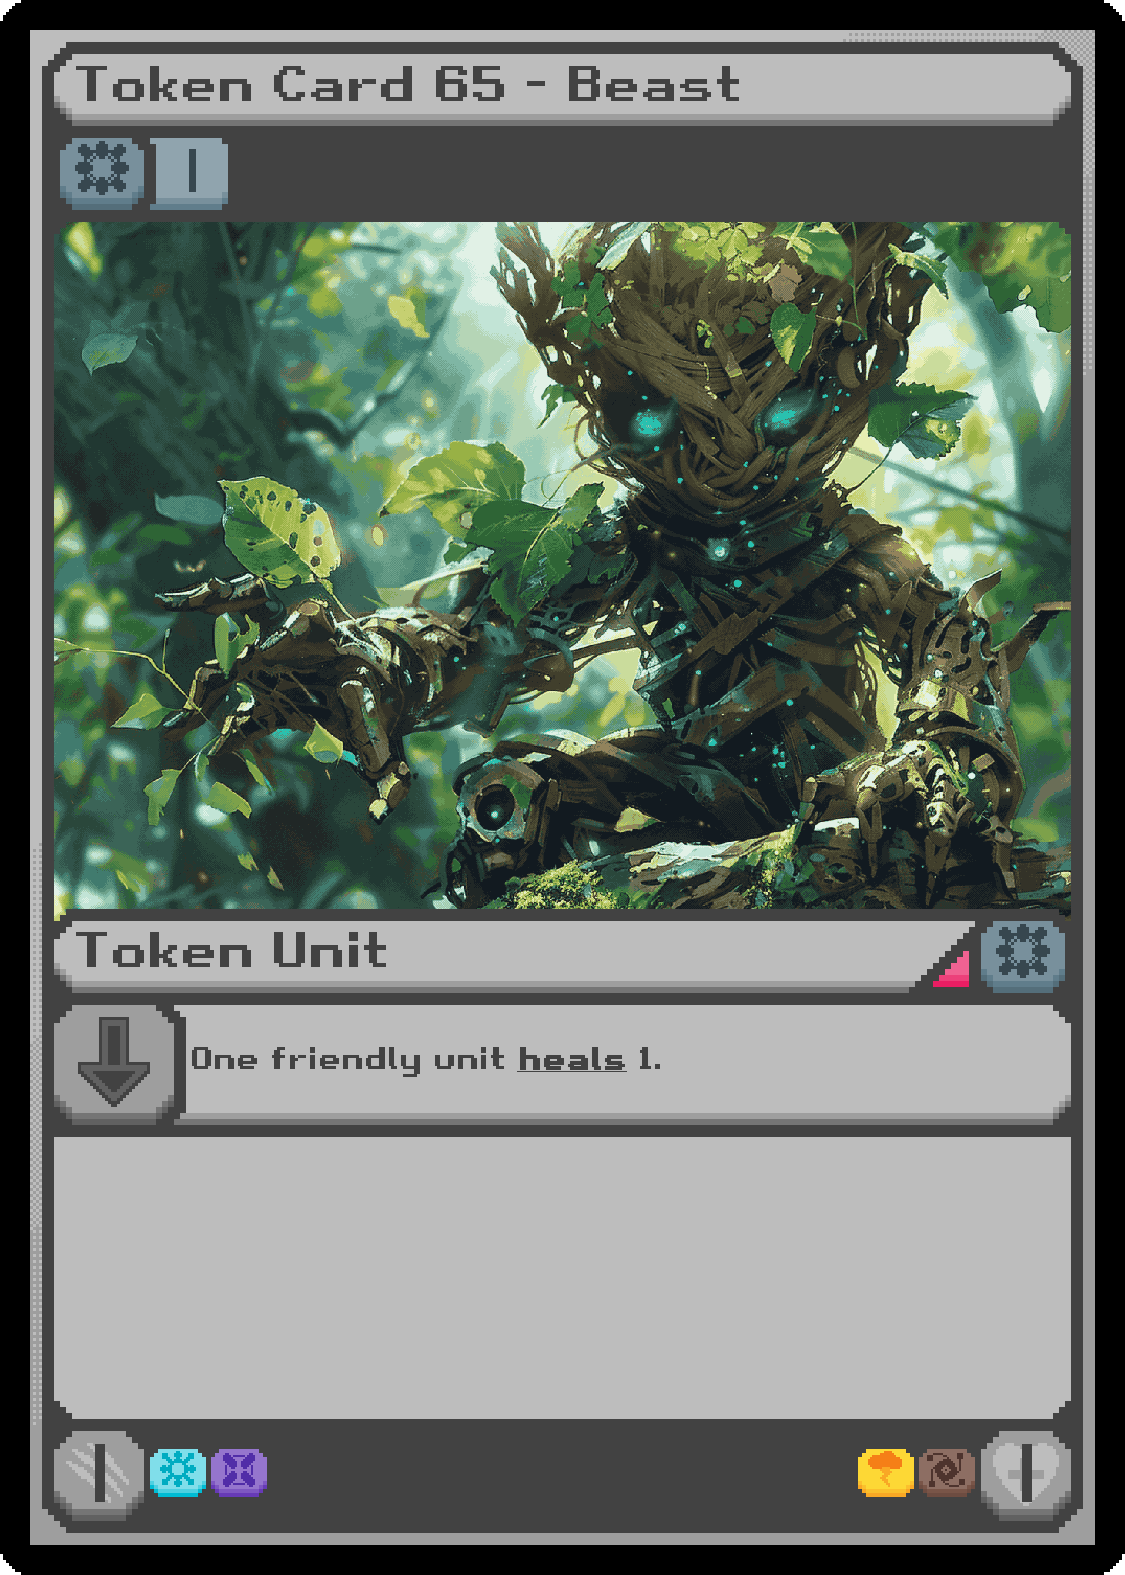 Token Card 65 - Beast
I
Token Unit
One friendly unit heals 1.
I
I